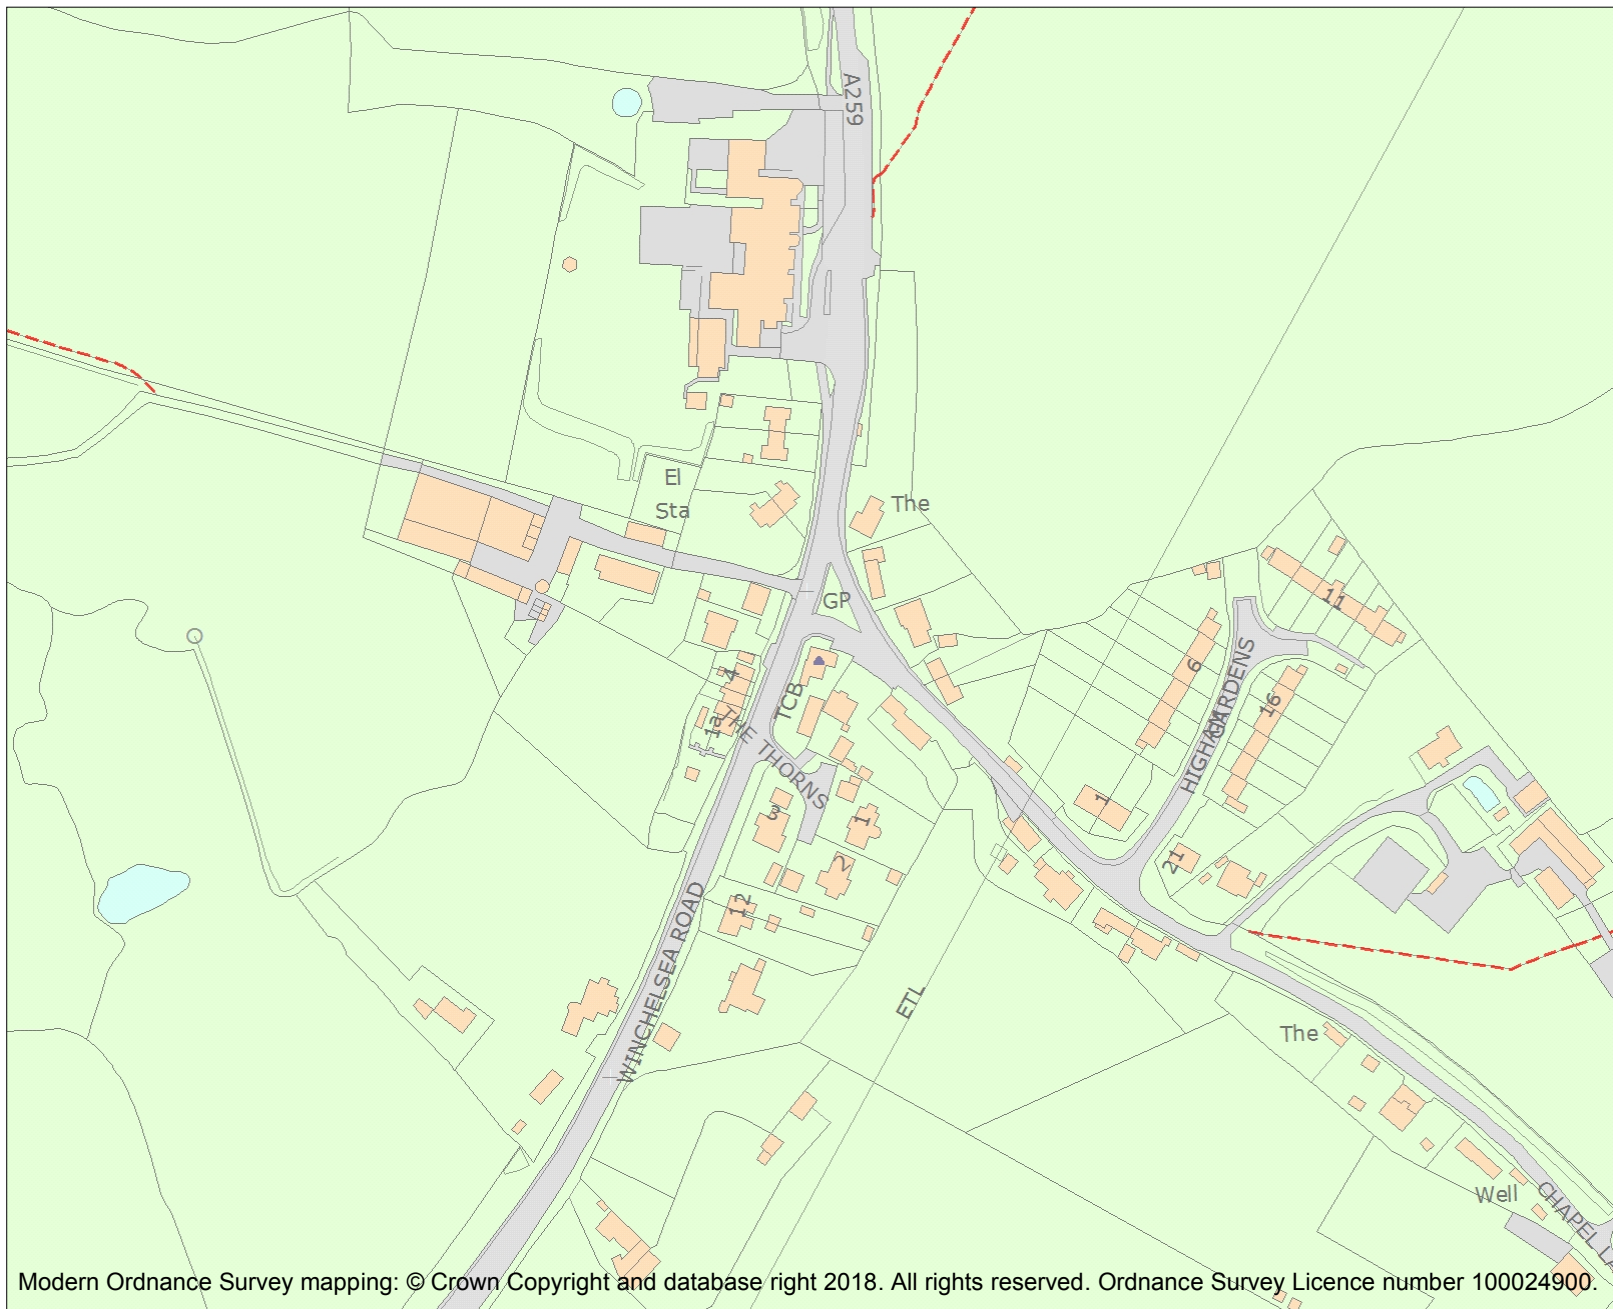 A259
El
Sta
The
GP
11
6
HIGHAM
GARDENS
16
4
TCB
1a
THE THORNS
1
3
1
21
2
12
WINCHELSEA ROAD
ETL
The
Well
CHAPEL LA
Modern Ordnance Survey mapping: © Crown Copyright and database right 2018. All rights reserved. Ordnance Survey Licence number 100024900.